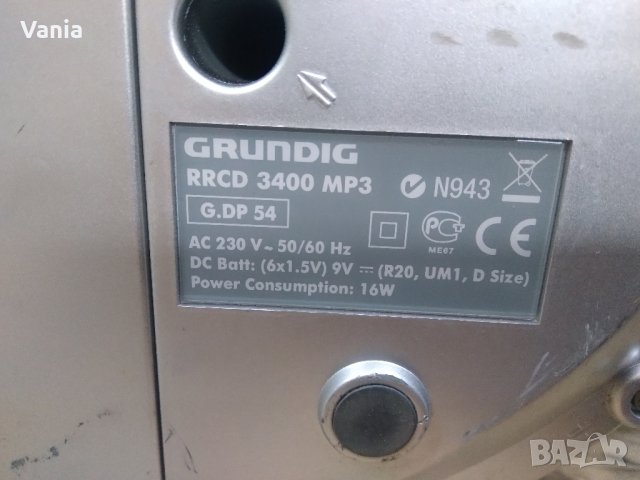 Vania
GRUNDIG
RRCD 3400 MP3
N943
G.DP 54
AC 230 V ~ 50/60 Hz
ME67
CE
DC Batt: (6x1.5V) 9V ⎓ (R20, UM1, D Size)
Power Consumption: 16W
BAZAR